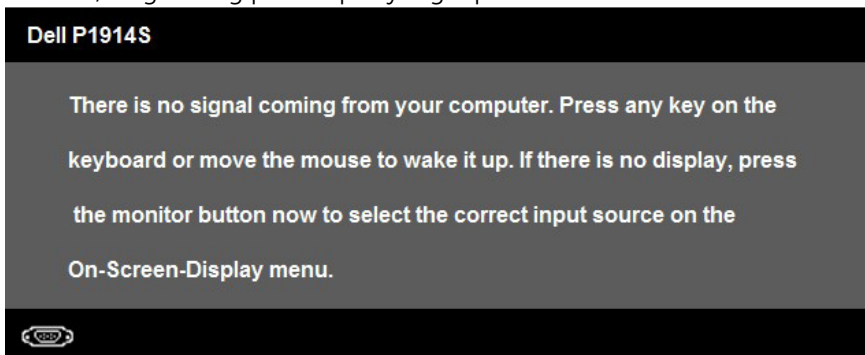 Dell P1914S
There is no signal coming from your computer. Press any key on the
keyboard or move the mouse to wake it up. If there is no display, press
the monitor button now to select the correct input source on the
On-Screen-Display menu.